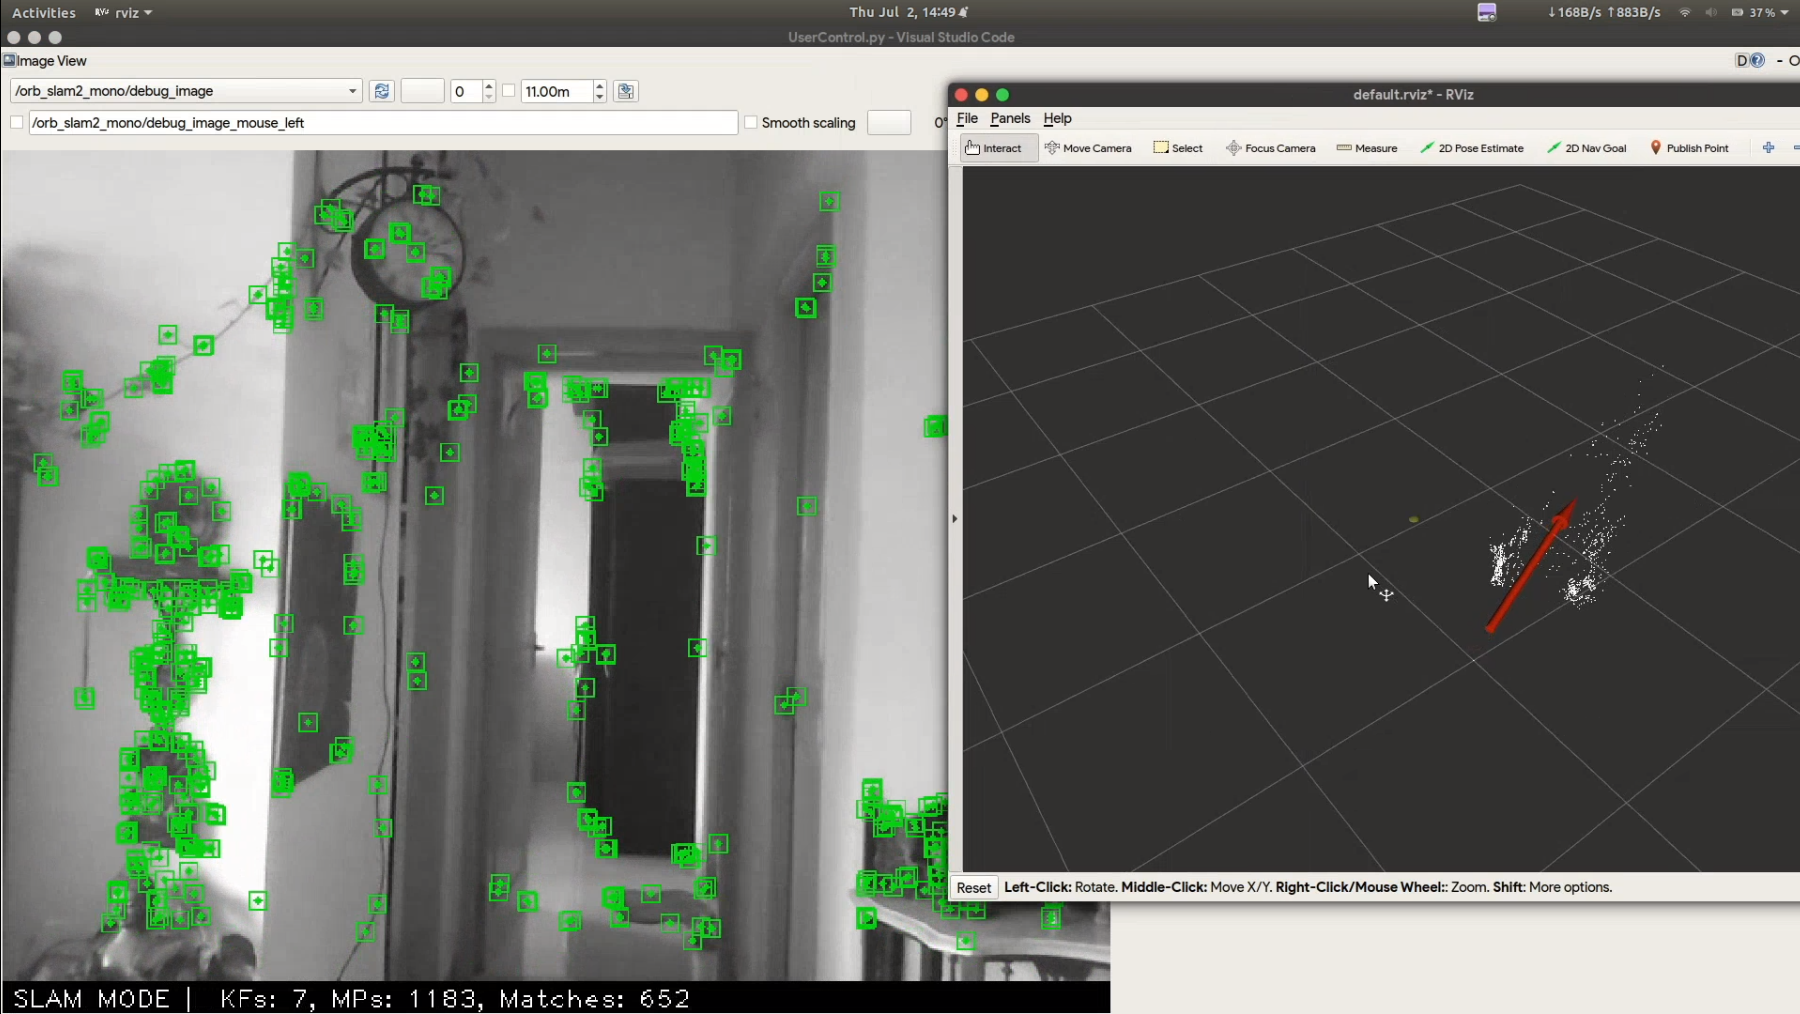 Activities rviz Thu Jul 2, 14:49 ↓168B/s ↑883B/s 37%
UserControl.py - Visual Studio Code
Image View D
/orb_slam2_mono/debug_image 0 11.00m
/orb_slam2_mono/debug_image_mouse_left Smooth scaling 0°
default.rviz* - RViz
File Panels Help
Interact Move Camera Select Focus Camera Measure 2D Pose Estimate 2D Nav Goal Publish Point
Reset Left-Click: Rotate. Middle-Click: Move X/Y. Right-Click/Mouse Wheel:: Zoom. Shift: More options.
SLAM MODE | KFs: 7, MPs: 1183, Matches: 652